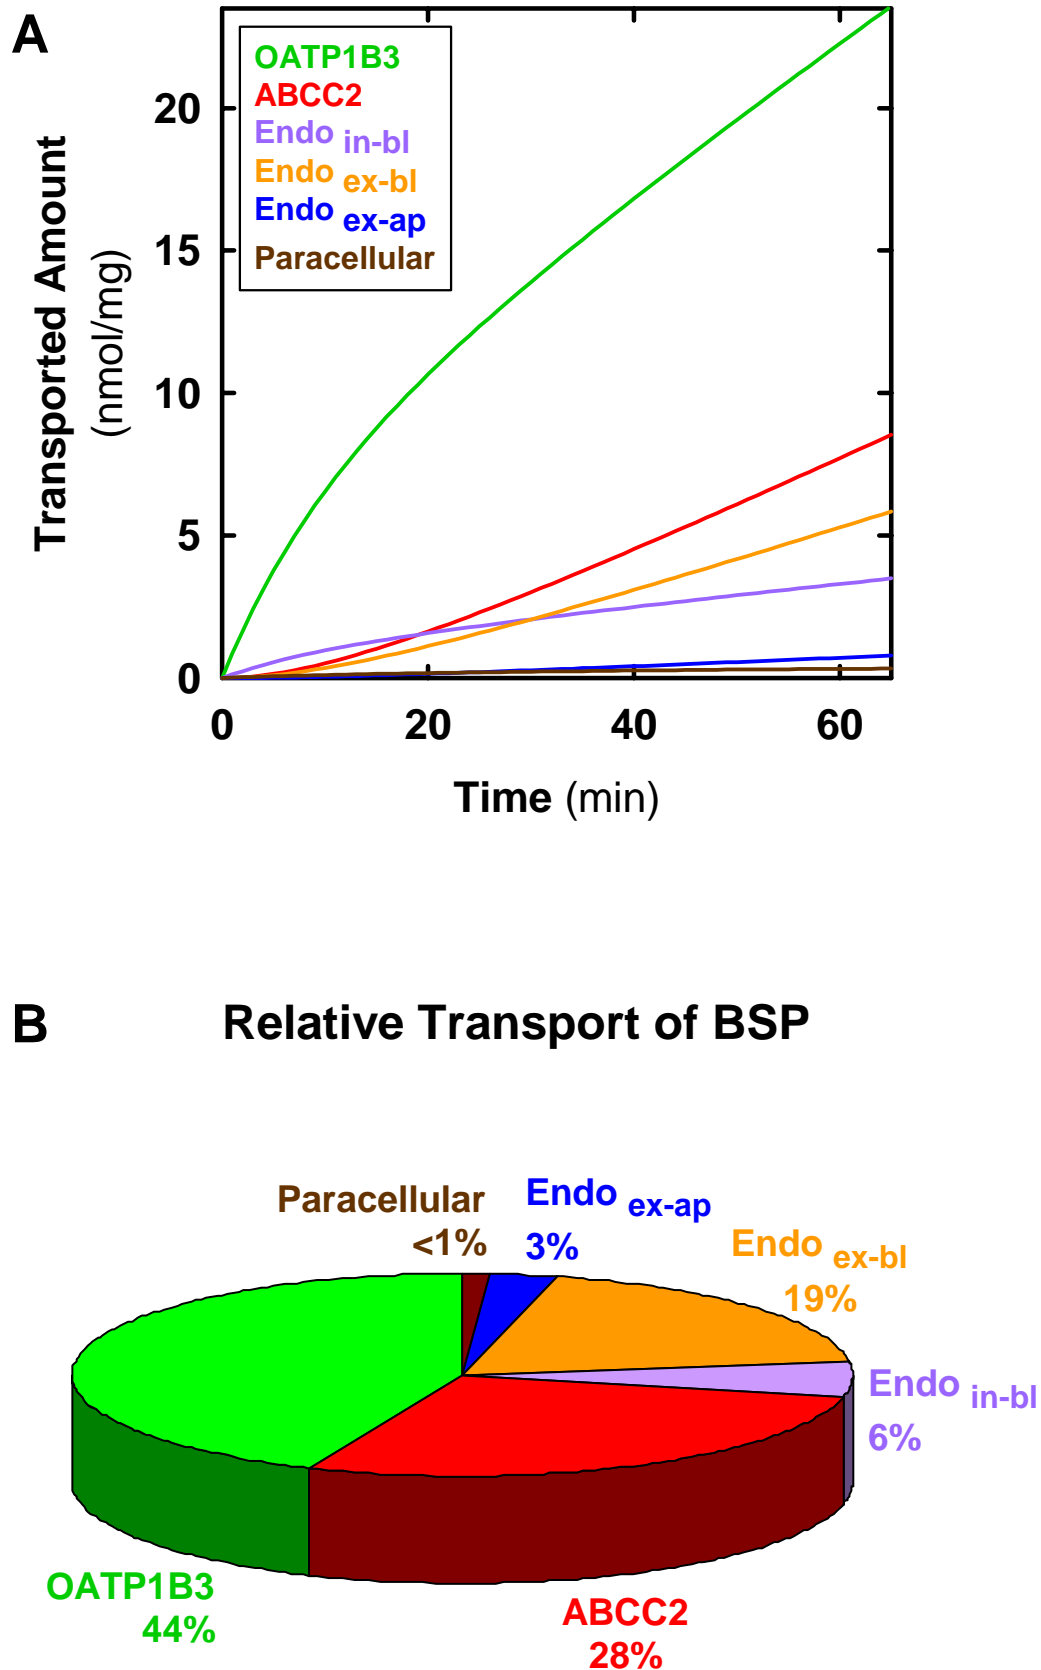 A
OATP1B3
ABCC2
Endo in-bl
Endo ex-bl
Endo ex-ap
Paracellular
Transported Amount
(nmol/mg)
20
15
10
5
0
0 20 40 60
Time (min)
B
Relative Transport of BSP
Paracellular
<1%
Endo ex-ap
3%
Endo ex-bl
19%
Endo in-bl
6%
OATP1B3
44%
ABCC2
28%